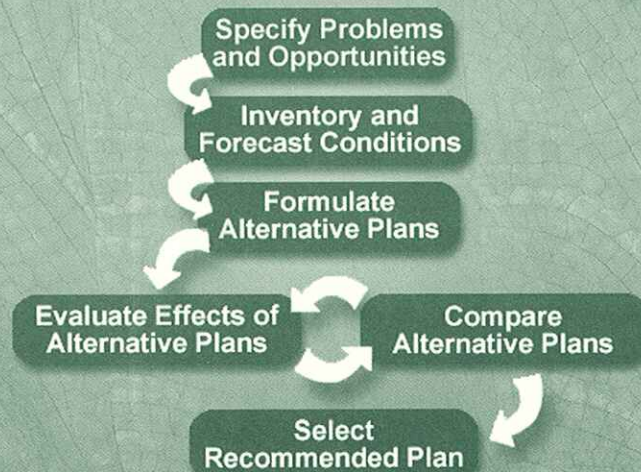 Specify Problems
and Opportunities
Inventory and
Forecast Conditions
Formulate
Alternative Plans
Evaluate Effects of
Alternative Plans
Compare
Alternative Plans
Select
Recommended Plan